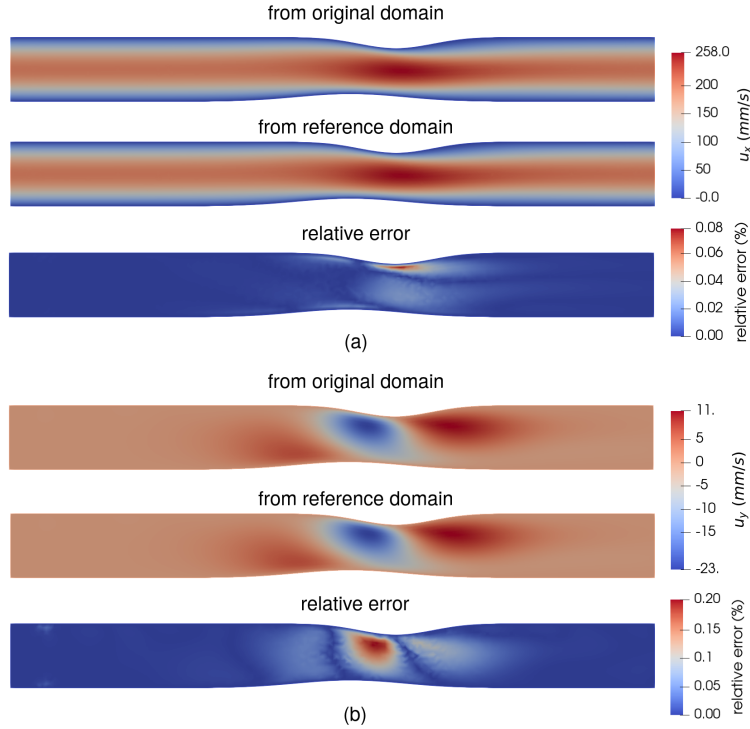 from original domain
258.0
200
150
100
50
-0.0
u_x (mm/s)
from reference domain
relative error
0.08
0.06
0.04
0.02
0.00
relative error (%)
(a)
from original domain
11.
5
0
-5
-10
-15
-23.
u_y (mm/s)
from reference domain
relative error
0.20
0.15
0.10
0.05
0.00
relative error (%)
(b)